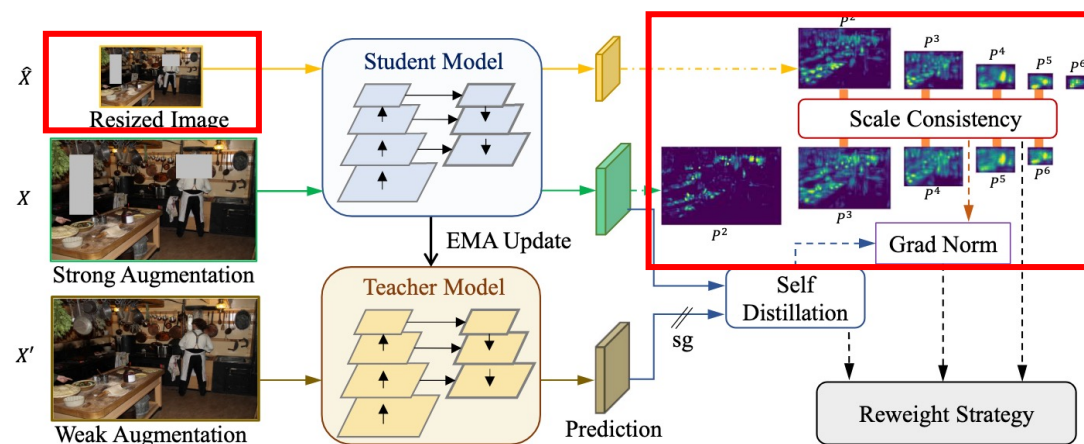 X̂
Resized Image
X
Strong Augmentation
X′
Weak Augmentation
Student Model
EMA Update
Teacher Model
Prediction
sg
Self
Distillation
P²
P³
P⁴
P⁵
P⁶
Scale Consistency
P²
P³
P⁴
P⁵
P⁶
Grad Norm
Reweight Strategy